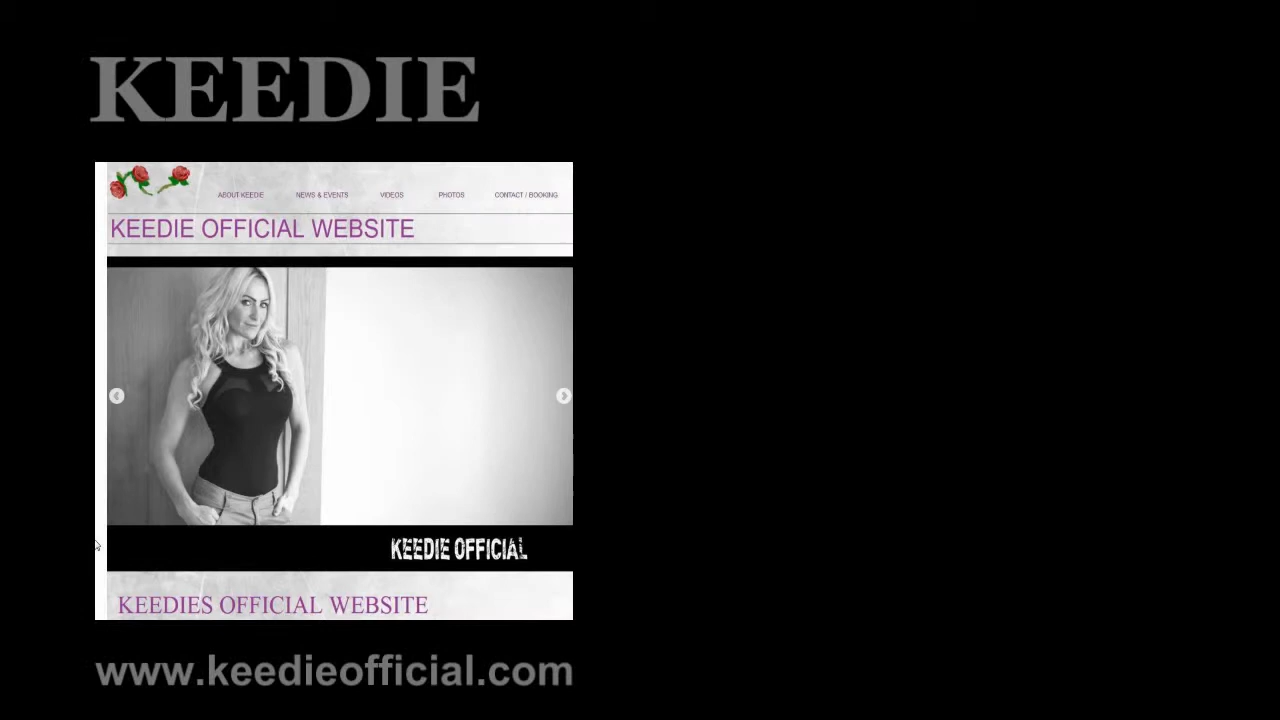 KEEDIE
ABOUT KEEDIE NEWS & EVENTS VIDEOS PHOTOS CONTACT / BOOKING
KEEDIE OFFICIAL WEBSITE
KEEDIE OFFICIAL
KEEDIES OFFICIAL WEBSITE
www.keedieofficial.com